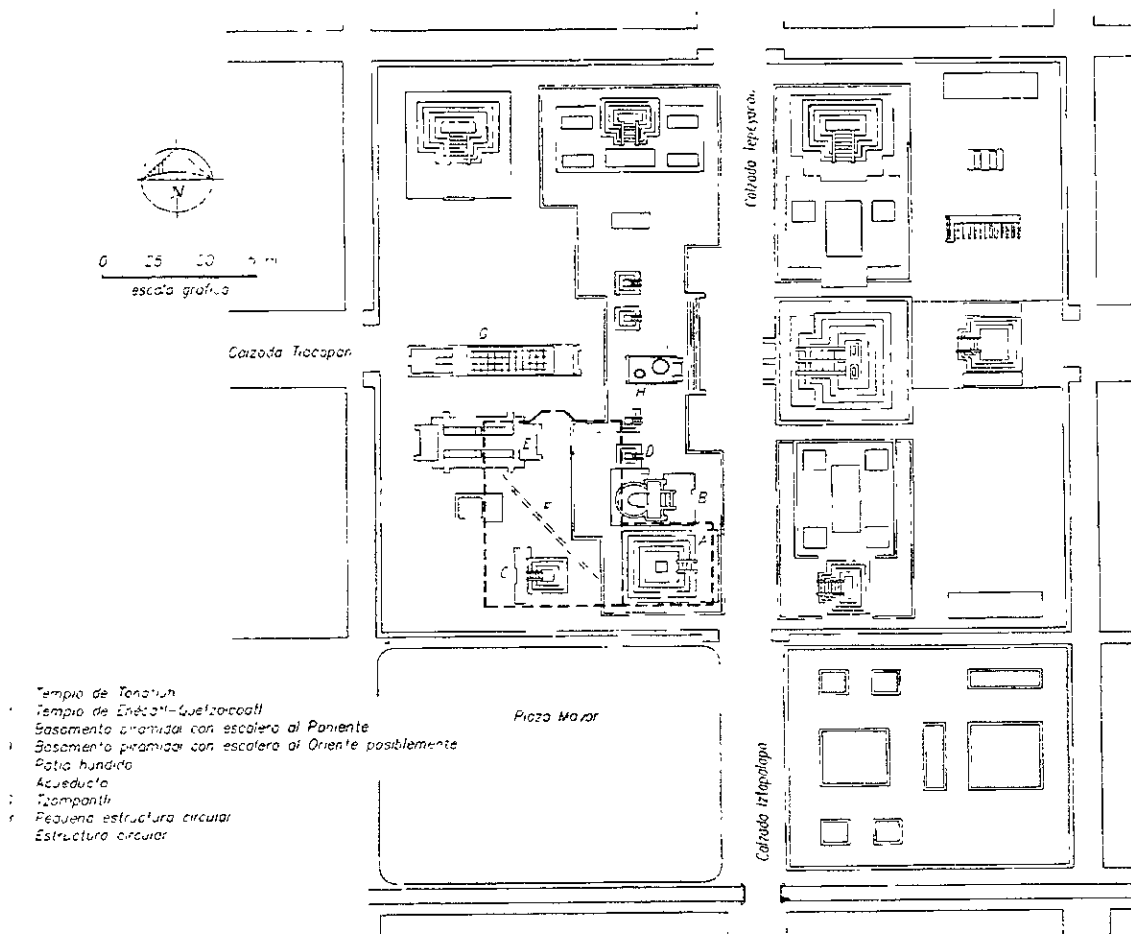 Calzada Tepeyacac
N
0 25
escala grafica
Calzada Tlacopan
G
H
E
D
B
F
A
C
Templo de Tonatiuh
Templo de Ehécatl-Quetzalcoatl
Basamento piramidal con escalera al Poniente
Basamento piramidal con escalera al Oriente posiblemente
Patio hundido
Acueducto
Tzompantli
Pequena estructura circular
Estructura circular
Plaza Mayor
Calzada Iztapalapa